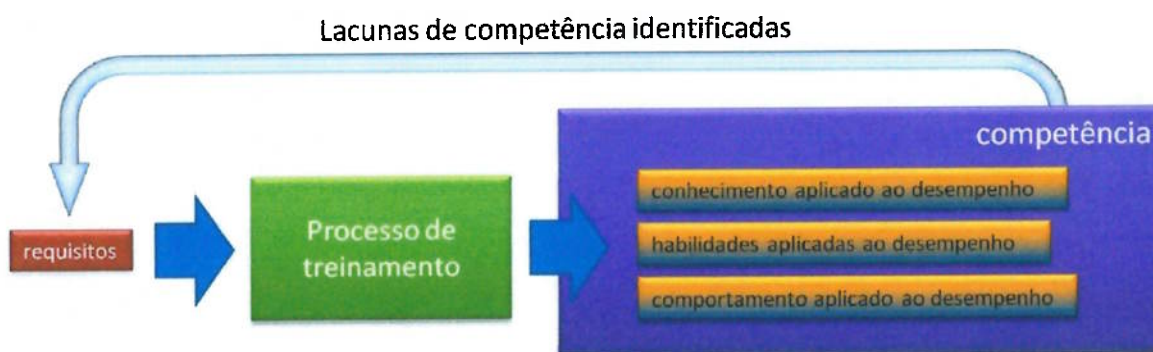 Lacunas de competência identificadas
competência
conhecimento aplicado ao desempenho
requisitos
Processo de
treinamento
habilidades aplicadas ao desempenho
comportamento aplicado ao desempenho